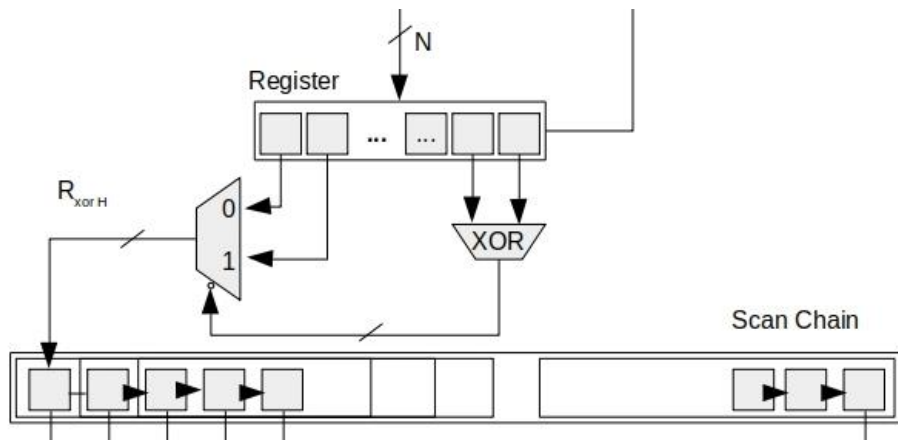 N
Register
... ...
R xor H
0
1
XOR
Scan Chain